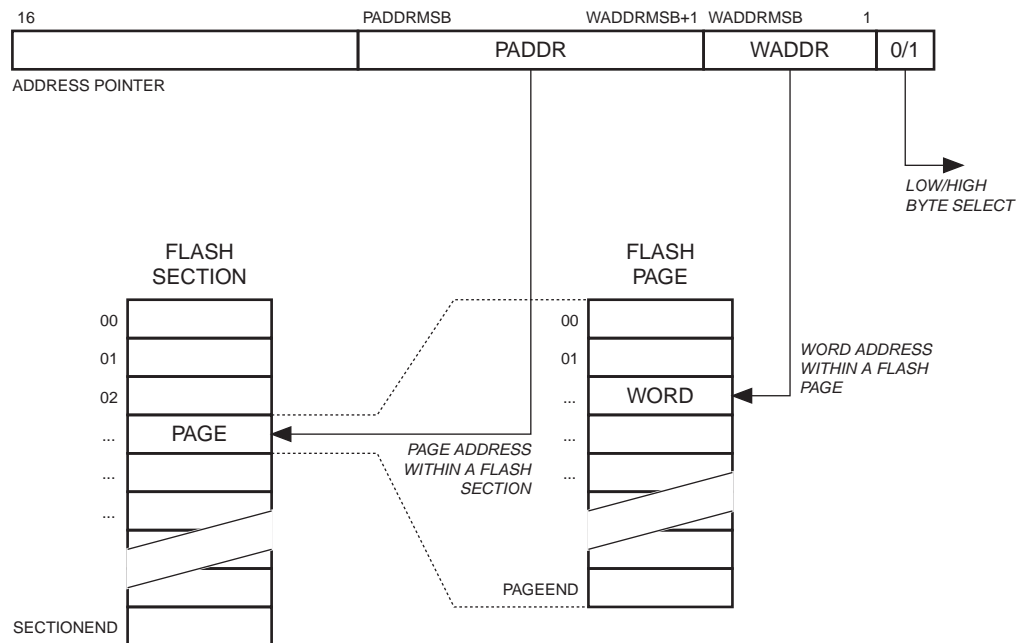 16 PADDRMSB WADDRMSB+1 WADDRMSB 1
PADDR WADDR 0/1
ADDRESS POINTER
LOW/HIGH
BYTE SELECT
FLASH
SECTION
00
01
02
...
PAGE
...
...
SECTIONEND
PAGE ADDRESS
WITHIN A FLASH
SECTION
FLASH
PAGE
00
01
...
WORD
...
...
PAGEEND
WORD ADDRESS
WITHIN A FLASH
PAGE